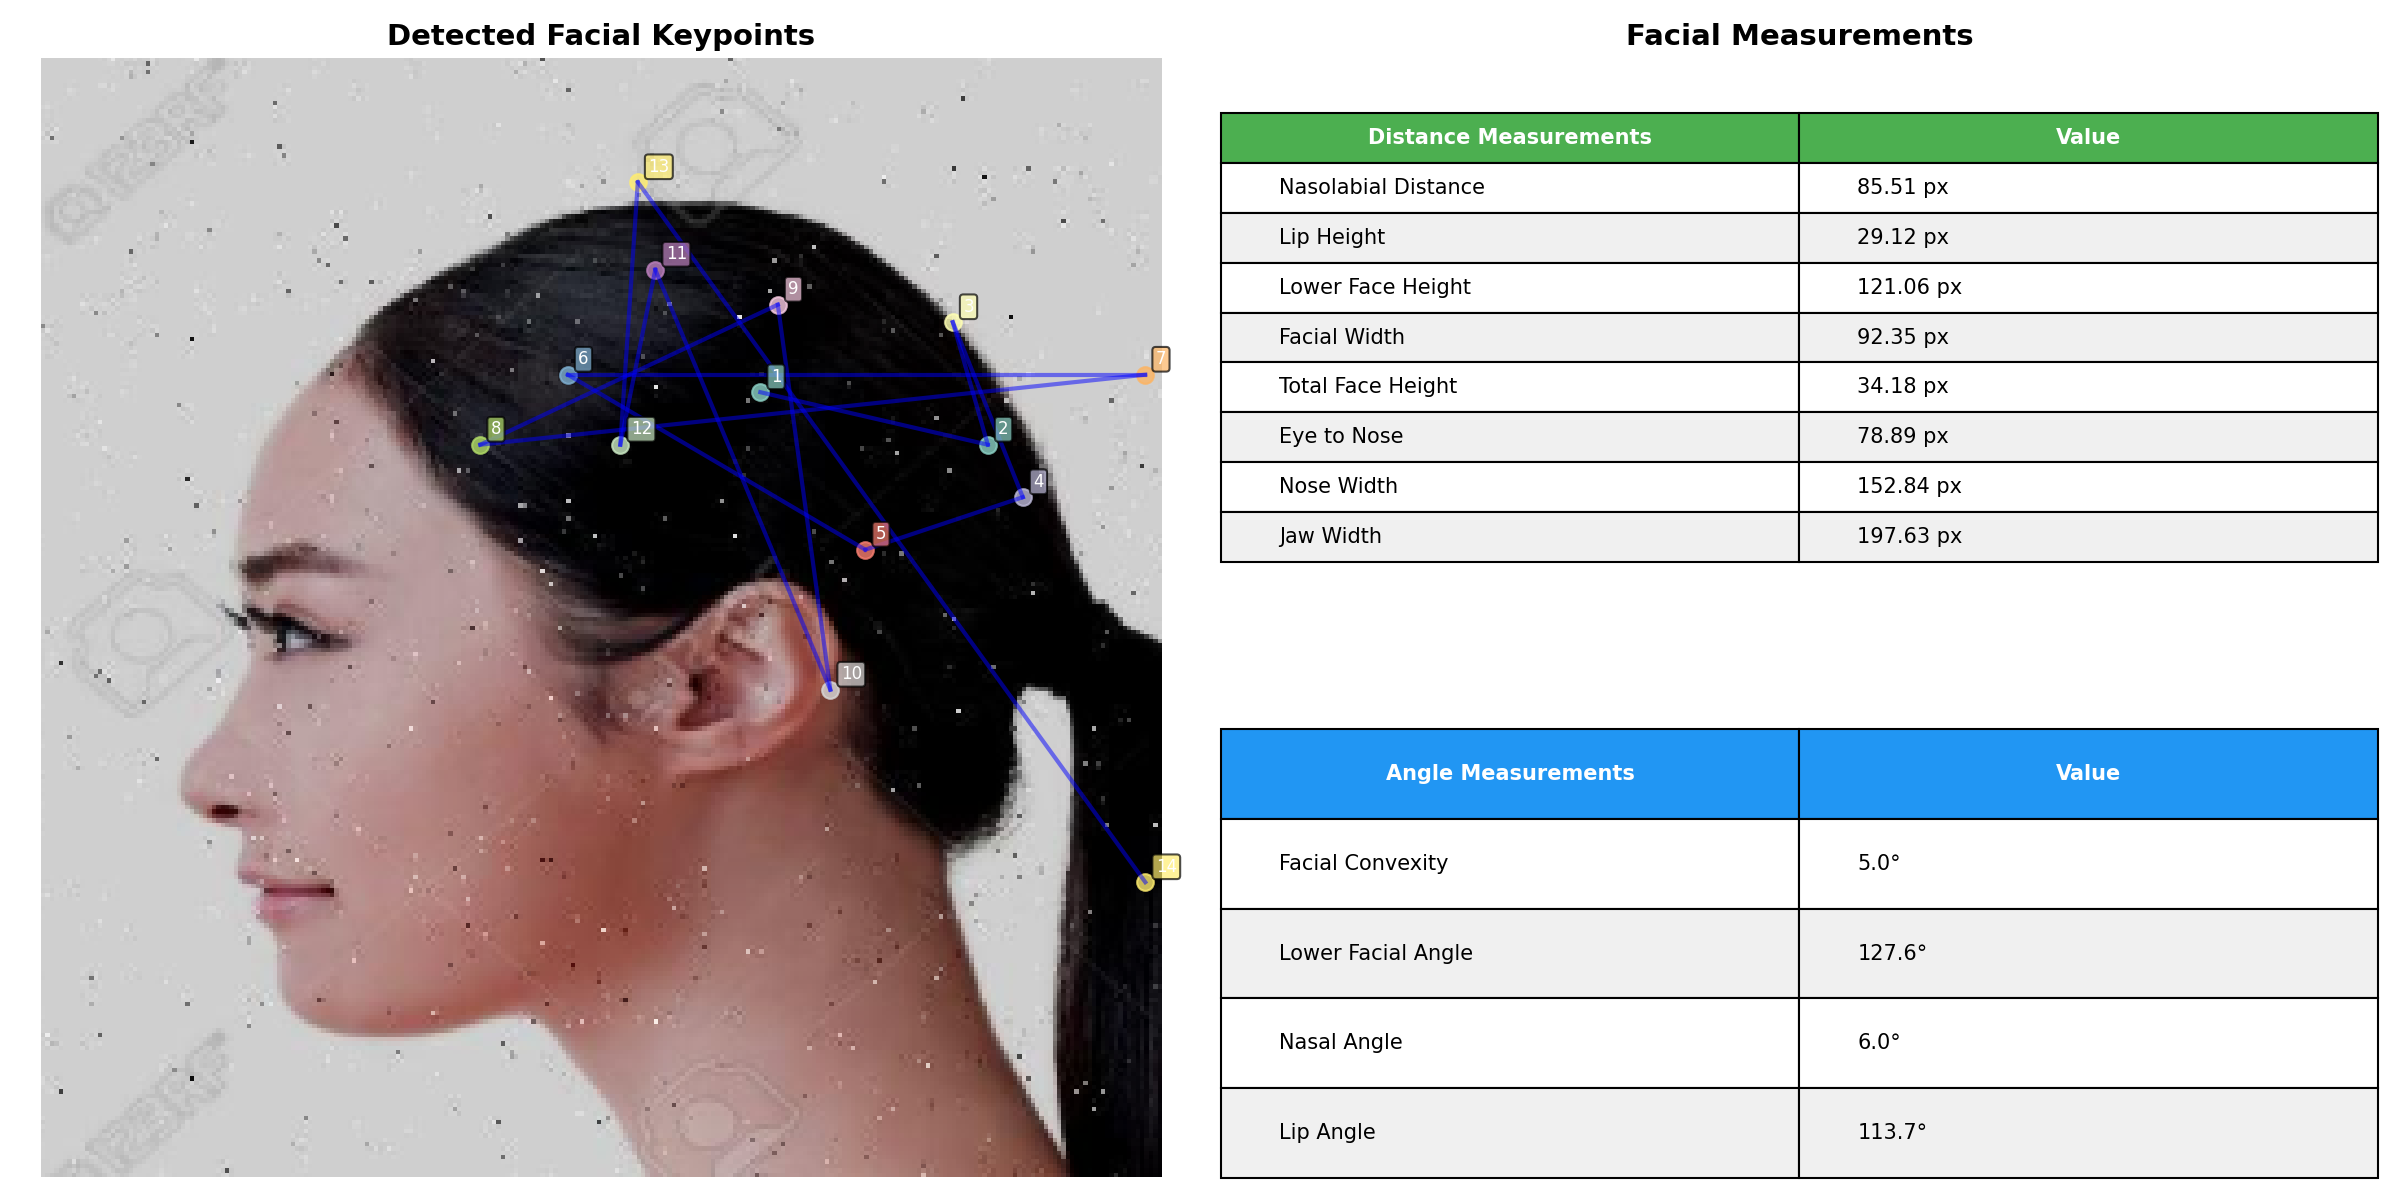 Detected Facial Keypoints
13
11
9
3
6
1
7
8
12
2
4
5
10
14
Facial Measurements
Distance Measurements Value
Nasolabial Distance 85.51 px
Lip Height 29.12 px
Lower Face Height 121.06 px
Facial Width 92.35 px
Total Face Height 34.18 px
Eye to Nose 78.89 px
Nose Width 152.84 px
Jaw Width 197.63 px
Angle Measurements Value
Facial Convexity 5.0°
Lower Facial Angle 127.6°
Nasal Angle 6.0°
Lip Angle 113.7°